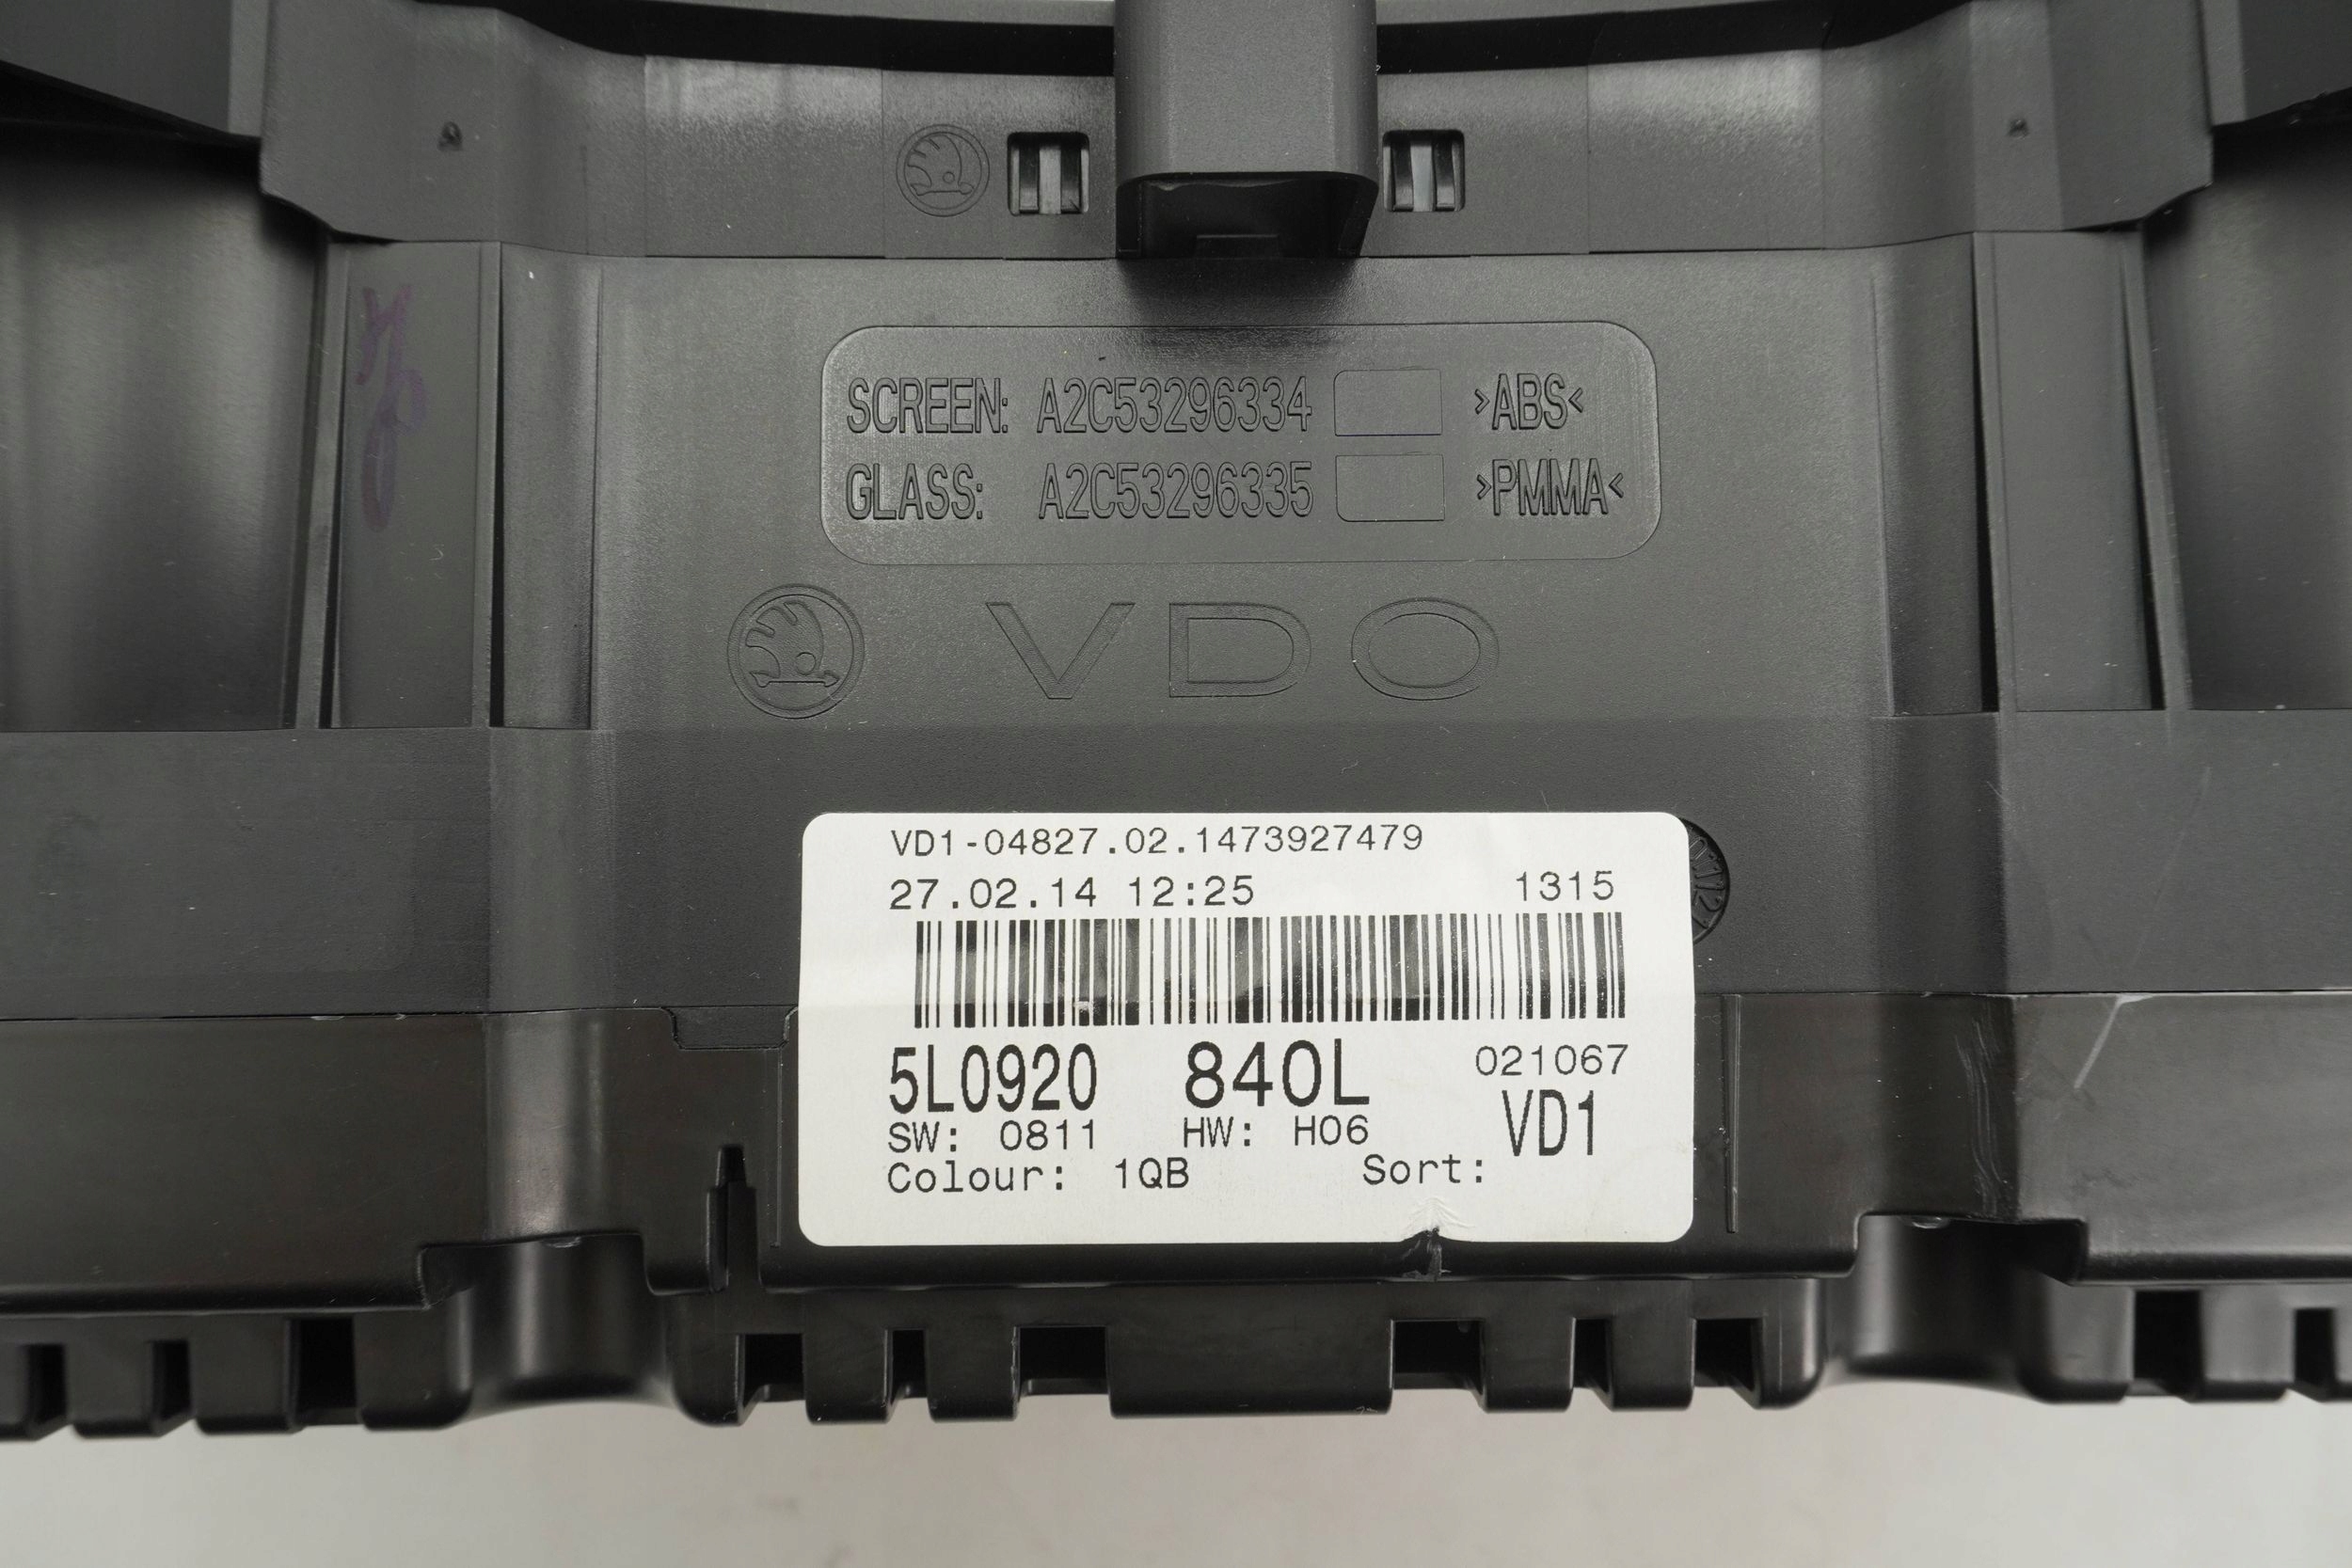 SCREEN: A2C53296334 >ABS<
GLASS: A2C53296335 >PMMA<
VDO
VD1-04827.02.1473927479
27.02.14 12:25 1315
5L0920 840L 021067
SW: 0811 HW: H06 VD1
Colour: 1QB Sort: